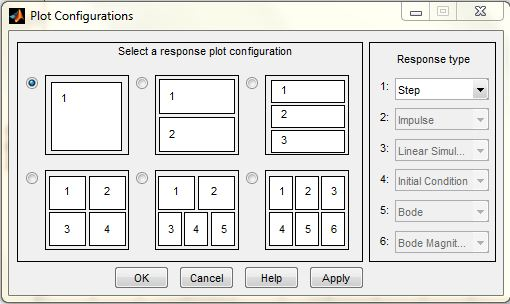 Plot Configurations
Select a response plot configuration
1
1
2
1
2
3
1 2
3 4
1 2
3 4 5
1 2 3
4 5 6
Response type
1: Step
2: Impulse
3: Linear Simul...
4: Initial Condition
5: Bode
6: Bode Magnit...
OK Cancel Help Apply